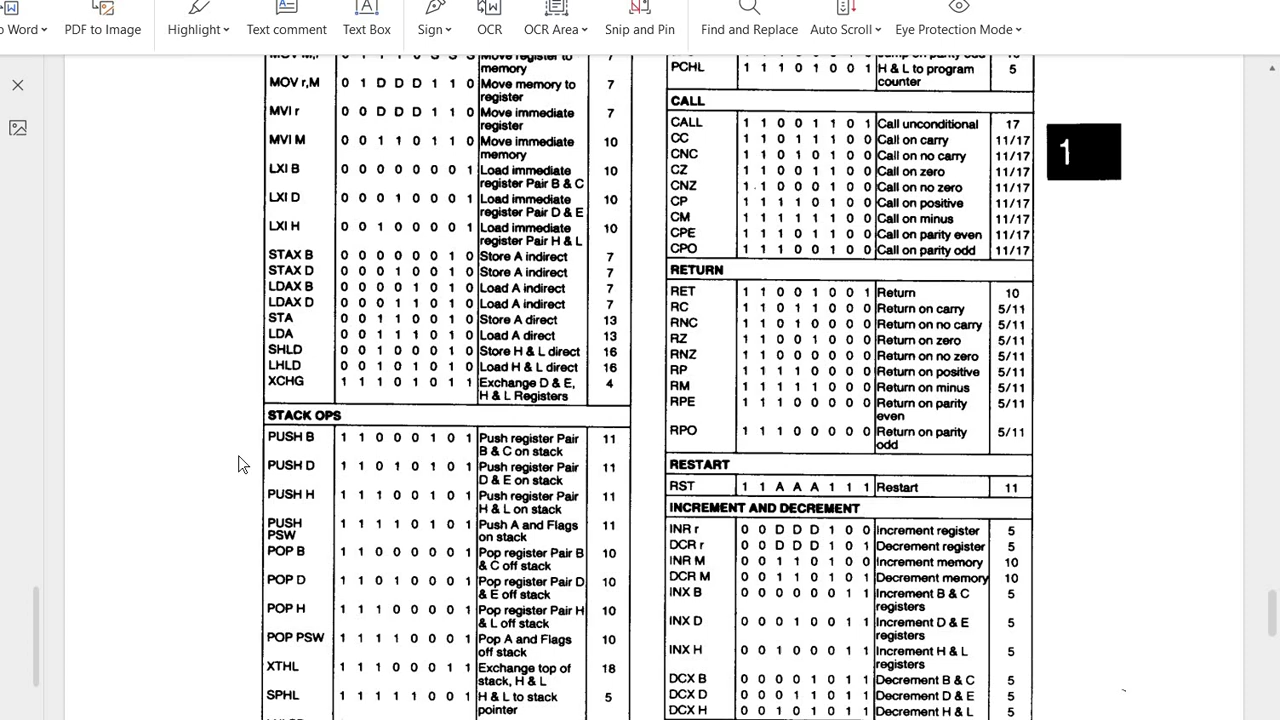 Word
PDF to Image
Highlight
Text comment
Text Box
Sign
OCR
OCR Area
Snip and Pin
Find and Replace
Auto Scroll
Eye Protection Mode
Move register to 7
memory
MOV r,M 0 1 D D D 1 1 0 Move memory to 7
register
MVI r 0 0 D D D 1 1 0 Move immediate 7
register
MVI M 0 0 1 1 0 1 1 0 Move immediate 10
memory
LXI B 0 0 0 0 0 0 0 1 Load immediate 10
register Pair B & C
LXI D 0 0 0 1 0 0 0 1 Load immediate 10
register Pair D & E
LXI H 0 0 1 0 0 0 0 1 Load immediate 10
register Pair H & L
STAX B 0 0 0 0 0 0 1 0 Store A indirect 7
STAX D 0 0 0 1 0 0 1 0 Store A indirect 7
LDAX B 0 0 0 0 1 0 1 0 Load A indirect 7
LDAX D 0 0 0 1 1 0 1 0 Load A indirect 7
STA 0 0 1 1 0 0 1 0 Store A direct 13
LDA 0 0 1 1 1 0 1 0 Load A direct 13
SHLD 0 0 1 0 0 0 1 0 Store H & L direct 16
LHLD 0 0 1 0 1 0 1 0 Load H & L direct 16
XCHG 1 1 1 0 1 0 1 1 Exchange D & E, 4
H & L Registers
STACK OPS
PUSH B 1 1 0 0 0 1 0 1 Push register Pair 11
B & C on stack
PUSH D 1 1 0 1 0 1 0 1 Push register Pair 11
D & E on stack
PUSH H 1 1 1 0 0 1 0 1 Push register Pair 11
H & L on stack
PUSH 1 1 1 1 0 1 0 1 Push A and Flags 11
PSW on stack
POP B 1 1 0 0 0 0 0 1 Pop register Pair B 10
& C off stack
POP D 1 1 0 1 0 0 0 1 Pop register Pair D 10
& E off stack
POP H 1 1 1 0 0 0 0 1 Pop register Pair H 10
& L off stack
POP PSW 1 1 1 1 0 0 0 1 Pop A and Flags 10
off stack
XTHL 1 1 1 0 0 0 1 1 Exchange top of 18
stack, H & L
SPHL 1 1 1 1 1 0 0 1 H & L to stack 5
pointer
PCHL 1 1 1 0 1 0 0 1 H & L to program 5
counter
CALL
CALL 1 1 0 0 1 1 0 1 Call unconditional 17
CC 1 1 0 1 1 1 0 0 Call on carry 11/17
CNC 1 1 0 1 0 1 0 0 Call on no carry 11/17
CZ 1 1 0 0 1 1 0 0 Call on zero 11/17
CNZ 1 1 0 0 0 1 0 0 Call on no zero 11/17
CP 1 1 1 1 0 1 0 0 Call on positive 11/17
CM 1 1 1 1 1 1 0 0 Call on minus 11/17
CPE 1 1 1 0 1 1 0 0 Call on parity even 11/17
CPO 1 1 1 0 0 1 0 0 Call on parity odd 11/17
RETURN
RET 1 1 0 0 1 0 0 1 Return 10
RC 1 1 0 1 1 0 0 0 Return on carry 5/11
RNC 1 1 0 1 0 0 0 0 Return on no carry 5/11
RZ 1 1 0 0 1 0 0 0 Return on zero 5/11
RNZ 1 1 0 0 0 0 0 0 Return on no zero 5/11
RP 1 1 1 1 0 0 0 0 Return on positive 5/11
RM 1 1 1 1 1 0 0 0 Return on minus 5/11
RPE 1 1 1 0 1 0 0 0 Return on parity 5/11
even
RPO 1 1 1 0 0 0 0 0 Return on parity 5/11
odd
RESTART
RST 1 1 A A A 1 1 1 Restart 11
INCREMENT AND DECREMENT
INR r 0 0 D D D 1 0 0 Increment register 5
DCR r 0 0 D D D 1 0 1 Decrement register 5
INR M 0 0 1 1 0 1 0 0 Increment memory 10
DCR M 0 0 1 1 0 1 0 1 Decrement memory 10
INX B 0 0 0 0 0 0 1 1 Increment B & C 5
registers
INX D 0 0 0 1 0 0 1 1 Increment D & E 5
registers
INX H 0 0 1 0 0 0 1 1 Increment H & L 5
registers
DCX B 0 0 0 0 1 0 1 1 Decrement B & C 5
DCX D 0 0 0 1 1 0 1 1 Decrement D & E 5
DCX H 0 0 1 0 1 0 1 1 Decrement H & L 5
1